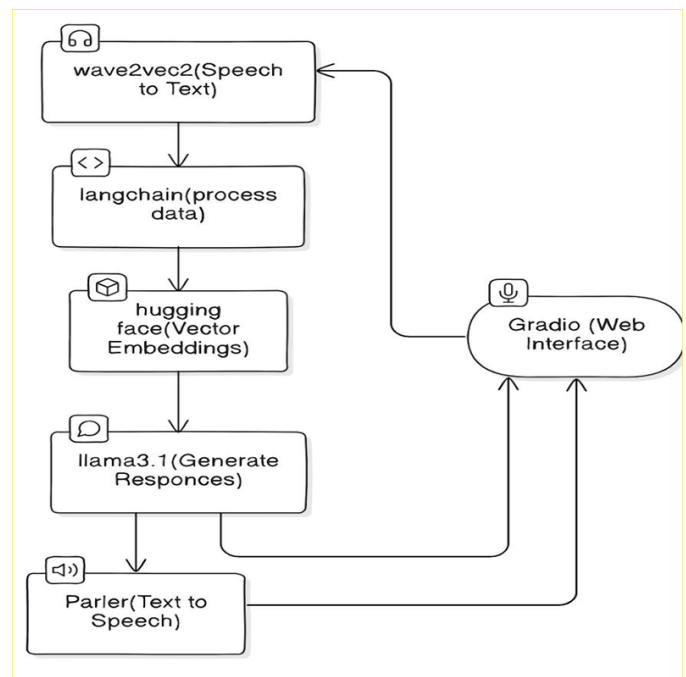 wave2vec2(Speech
to Text)
langchain(process
data)
hugging
face(Vector
Embeddings)
Gradio (Web
Interface)
llama3.1(Generate
Responces)
Parler(Text to
Speech)